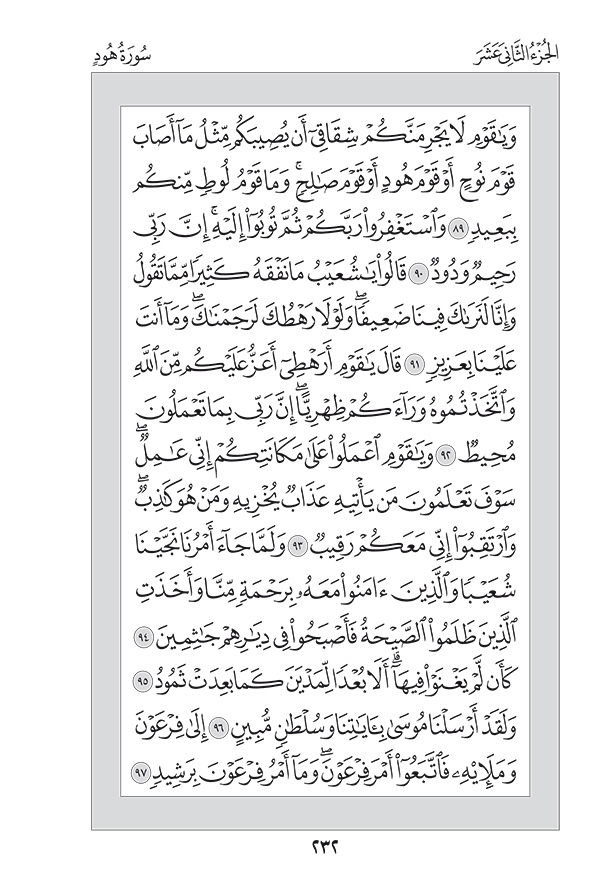 الجُزْءُ الثَّانِي عَشَرَ
سُورَةُ هُودٍ
وَيَٰقَوۡمِ لَا يَجۡرِمَنَّكُمۡ شِقَاقِيٓ أَن يُصِيبَكُم مِّثۡلُ مَآ أَصَابَ
قَوۡمَ نُوحٍ أَوۡ قَوۡمَ هُودٍ أَوۡ قَوۡمَ صَٰلِحٖۚ وَمَا قَوۡمُ لُوطٖ مِّنكُم
بِبَعِيدٖ ٨٩ وَٱسۡتَغۡفِرُواْ رَبَّكُمۡ ثُمَّ تُوبُوٓاْ إِلَيۡهِۚ إِنَّ رَبِّي
رَحِيمٞ وَدُودٞ ٩٠ قَالُواْ يَٰشُعَيۡبُ مَا نَفۡقَهُ كَثِيرٗا مِّمَّا تَقُولُ
وَإِنَّا لَنَرَىٰكَ فِينَا ضَعِيفٗاۖ وَلَوۡلَا رَهۡطُكَ لَرَجَمۡنَٰكَۖ وَمَآ أَنتَ
عَلَيۡنَا بِعَزِيزٖ ٩١ قَالَ يَٰقَوۡمِ أَرَهۡطِيٓ أَعَزُّ عَلَيۡكُم مِّنَ ٱللَّهِ
وَٱتَّخَذۡتُمُوهُ وَرَآءَكُمۡ ظِهۡرِيًّاۖ إِنَّ رَبِّي بِمَا تَعۡمَلُونَ
مُحِيطٞ ٩٢ وَيَٰقَوۡمِ ٱعۡمَلُواْ عَلَىٰ مَكَانَتِكُمۡ إِنِّي عَٰمِلٞۖ
سَوۡفَ تَعۡلَمُونَ مَن يَأۡتِيهِ عَذَابٞ يُخۡزِيهِ وَمَنۡ هُوَ كَٰذِبٞۖ
وَٱرۡتَقِبُوٓاْ إِنِّي مَعَكُمۡ رَقِيبٞ ٩٣ وَلَمَّا جَآءَ أَمۡرُنَا نَجَّيۡنَا
شُعَيۡبٗا وَٱلَّذِينَ ءَامَنُواْ مَعَهُۥ بِرَحۡمَةٖ مِّنَّا وَأَخَذَتِ
ٱلَّذِينَ ظَلَمُواْ ٱلصَّيۡحَةُ فَأَصۡبَحُواْ فِي دِيَٰرِهِمۡ جَٰثِمِينَ ٩٤
كَأَن لَّمۡ يَغۡنَوۡاْ فِيهَآۗ أَلَا بُعۡدٗا لِّمَدۡيَنَ كَمَا بَعِدَتۡ ثَمُودُ ٩٥
وَلَقَدۡ أَرۡسَلۡنَا مُوسَىٰ بِـَٔايَٰتِنَا وَسُلۡطَٰنٖ مُّبِينٍ ٩٦ إِلَىٰ فِرۡعَوۡنَ
وَمَلَإِيْهِۦ فَٱتَّبَعُوٓاْ أَمۡرَ فِرۡعَوۡنَۖ وَمَآ أَمۡرُ فِرۡعَوۡنَ بِرَشِيدٖ ٩٧
٢٣٢